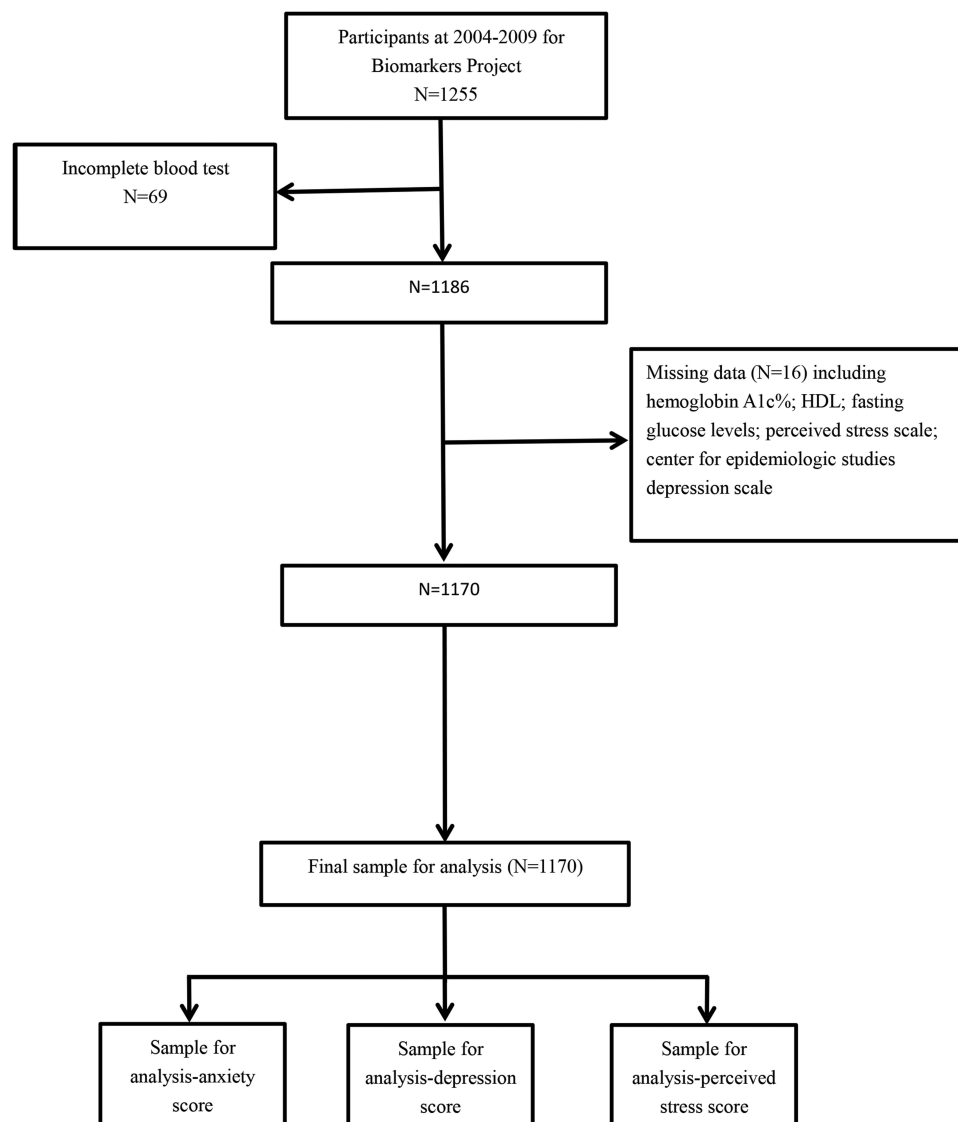 Participants at 2004-2009 for
Biomarkers Project
N=1255
Incomplete blood test
N=69
N=1186
Missing data (N=16) including
hemoglobin A1c%; HDL; fasting
glucose levels; perceived stress scale;
center for epidemiologic studies
depression scale
N=1170
Final sample for analysis (N=1170)
Sample for
analysis-anxiety
score
Sample for
analysis-depression
score
Sample for
analysis-perceived
stress score